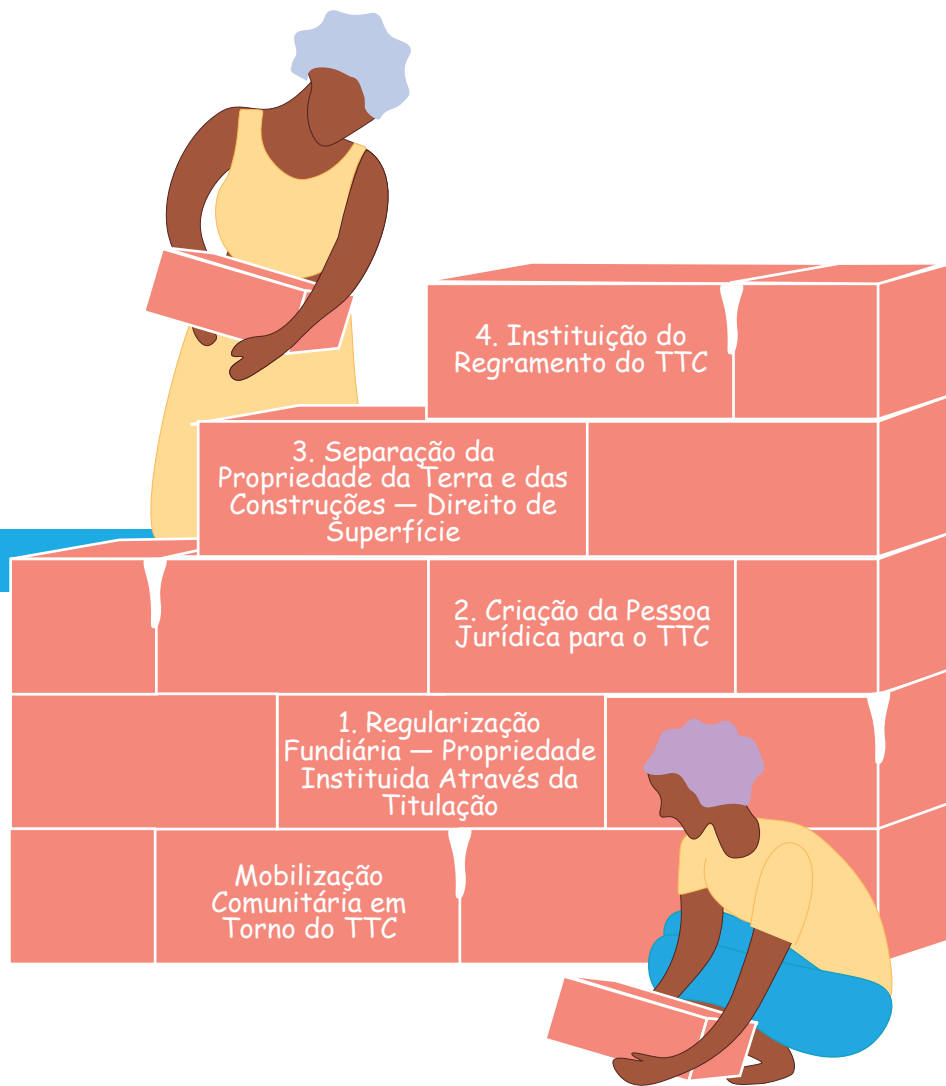 4. Instituição do
Regramento do TTC
3. Separação da
Propriedade da Terra e das
Construções — Direito de
Superfície
2. Criação da Pessoa
Jurídica para o TTC
1. Regularização
Fundiária — Propriedade
Instituida Através da
Titulação
Mobilização
Comunitária em
Torno do TTC